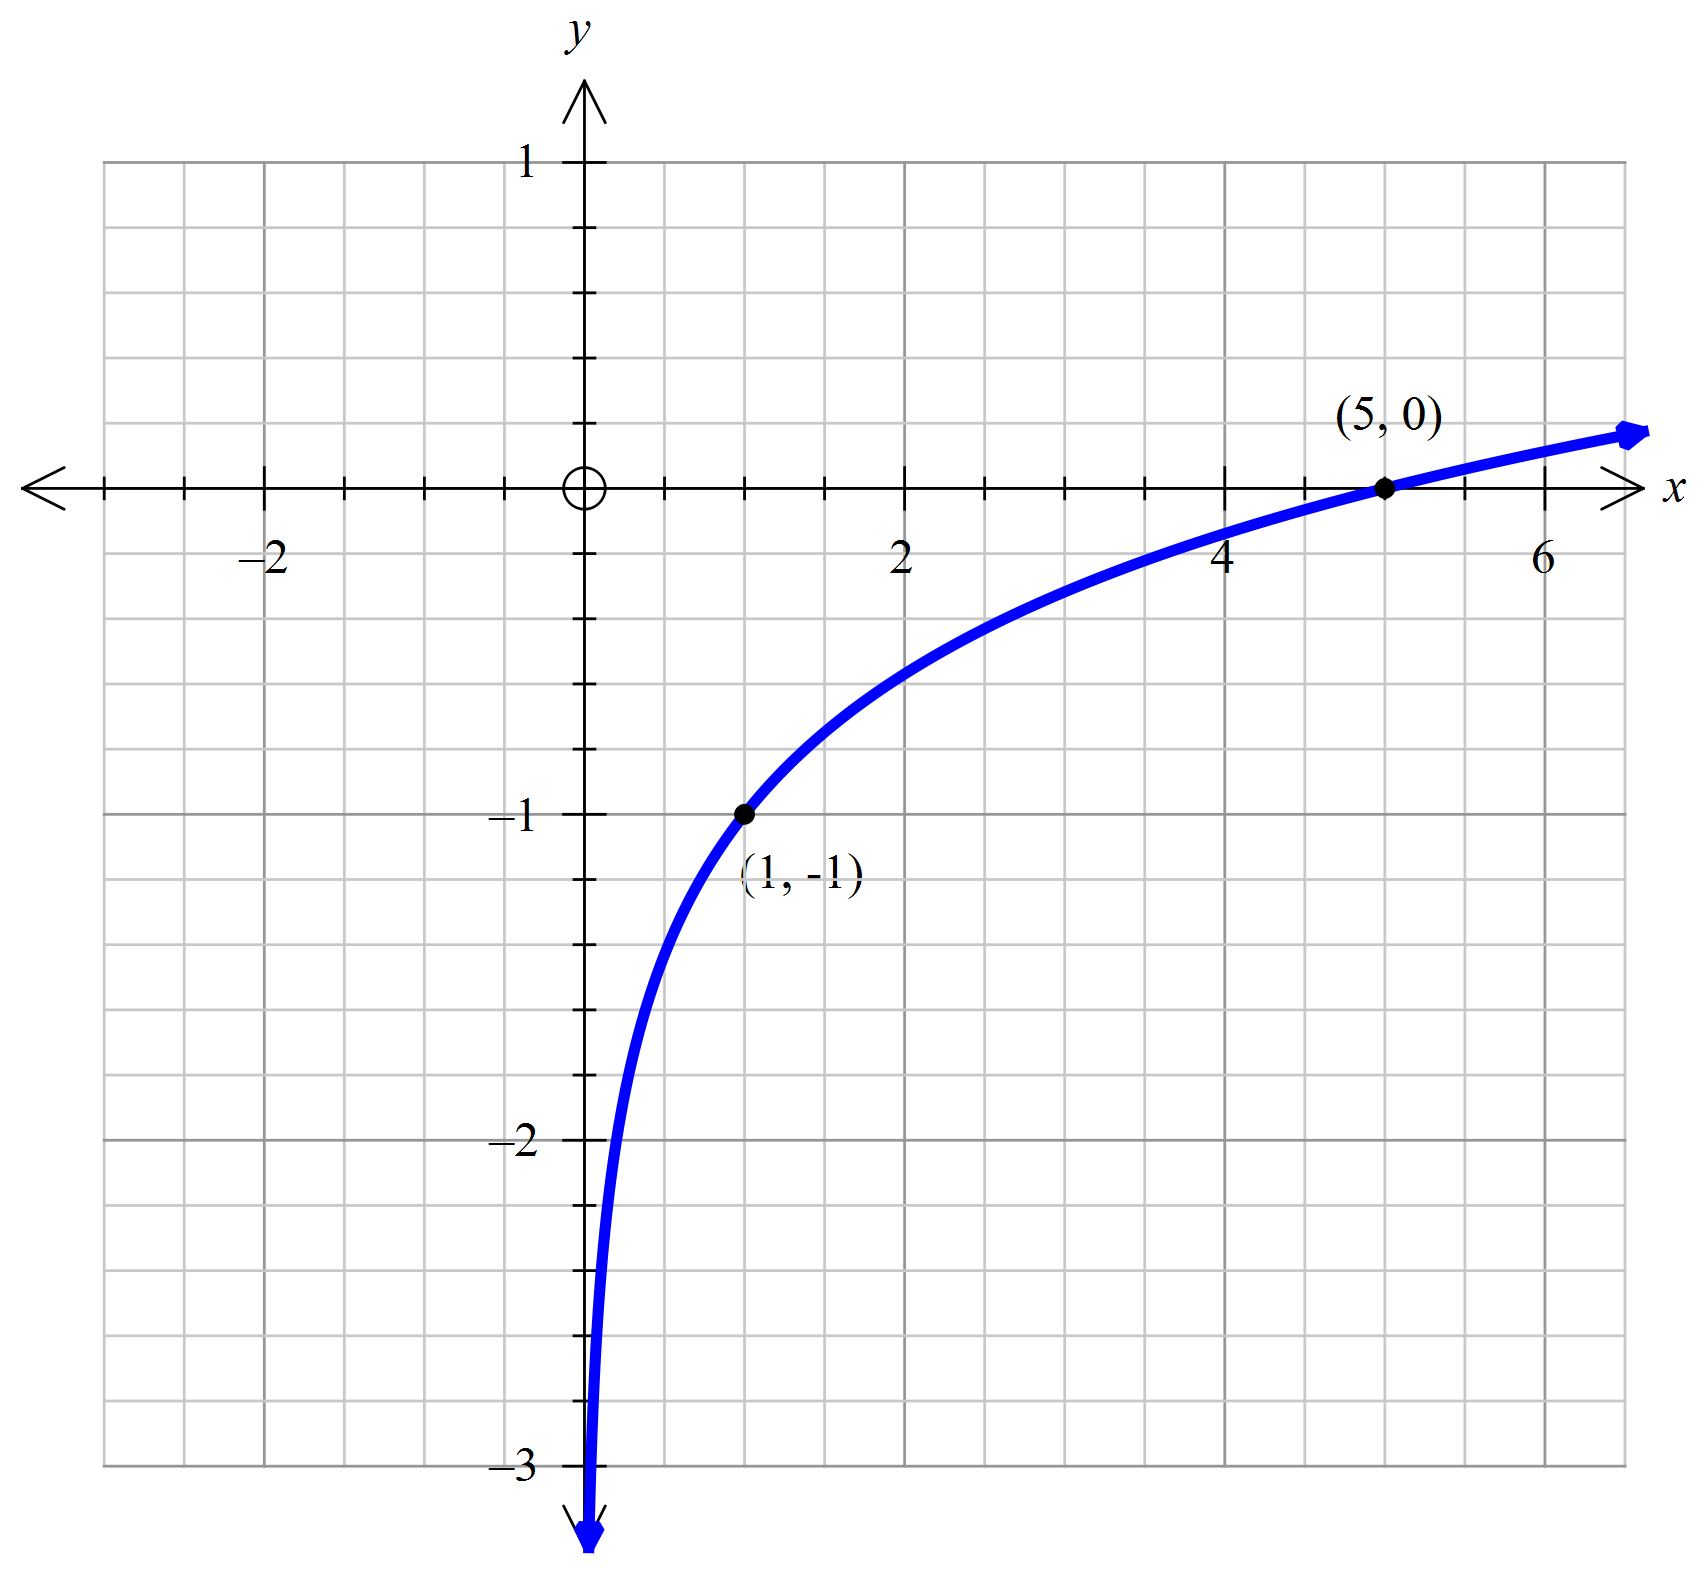 y
1
(5, 0)
x
–2 2 4 6
–1
(1, -1)
–2
–3